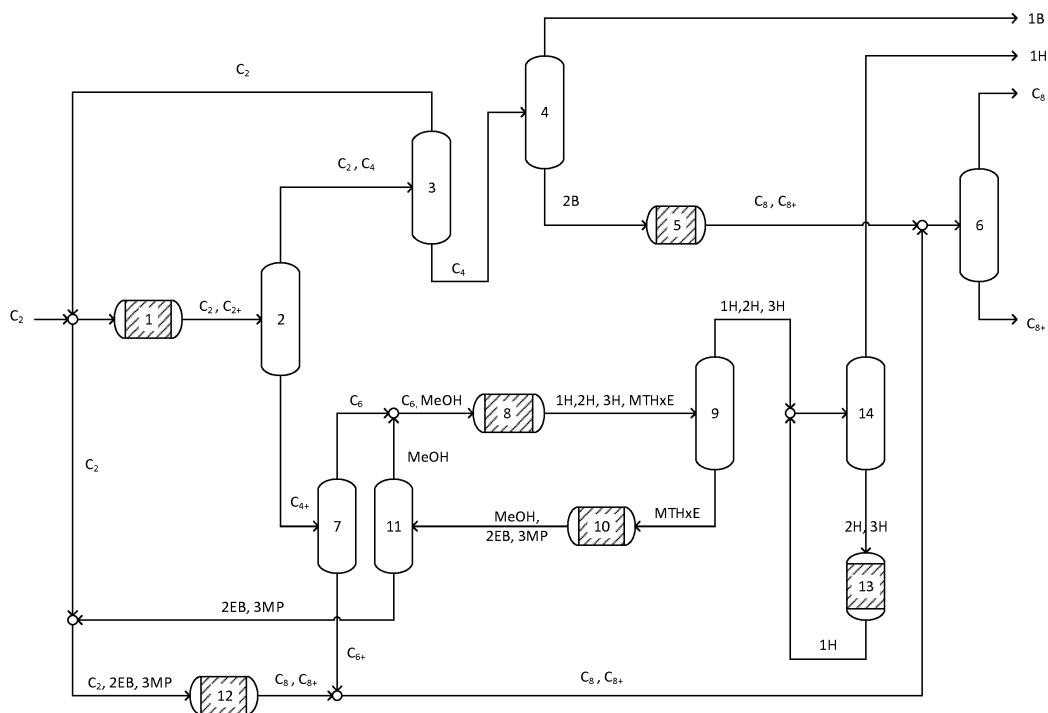 1B
1H
C₂
C₈
4
C₂ , C₄
3
2B
C₈ , C₈₊
5
6
C₄
C₂ , C₂₊
C₂
1
2
C₈₊
1H,2H, 3H
C₆
C₆, MeOH
1H,2H, 3H, MTHxE
8
9
14
MeOH
C₂
C₄₊
7
11
MeOH,
2EB, 3MP
10
MTHxE
2H, 3H
13
2EB, 3MP
1H
C₆₊
C₂, 2EB, 3MP
12
C₈ , C₈₊
C₈ , C₈₊